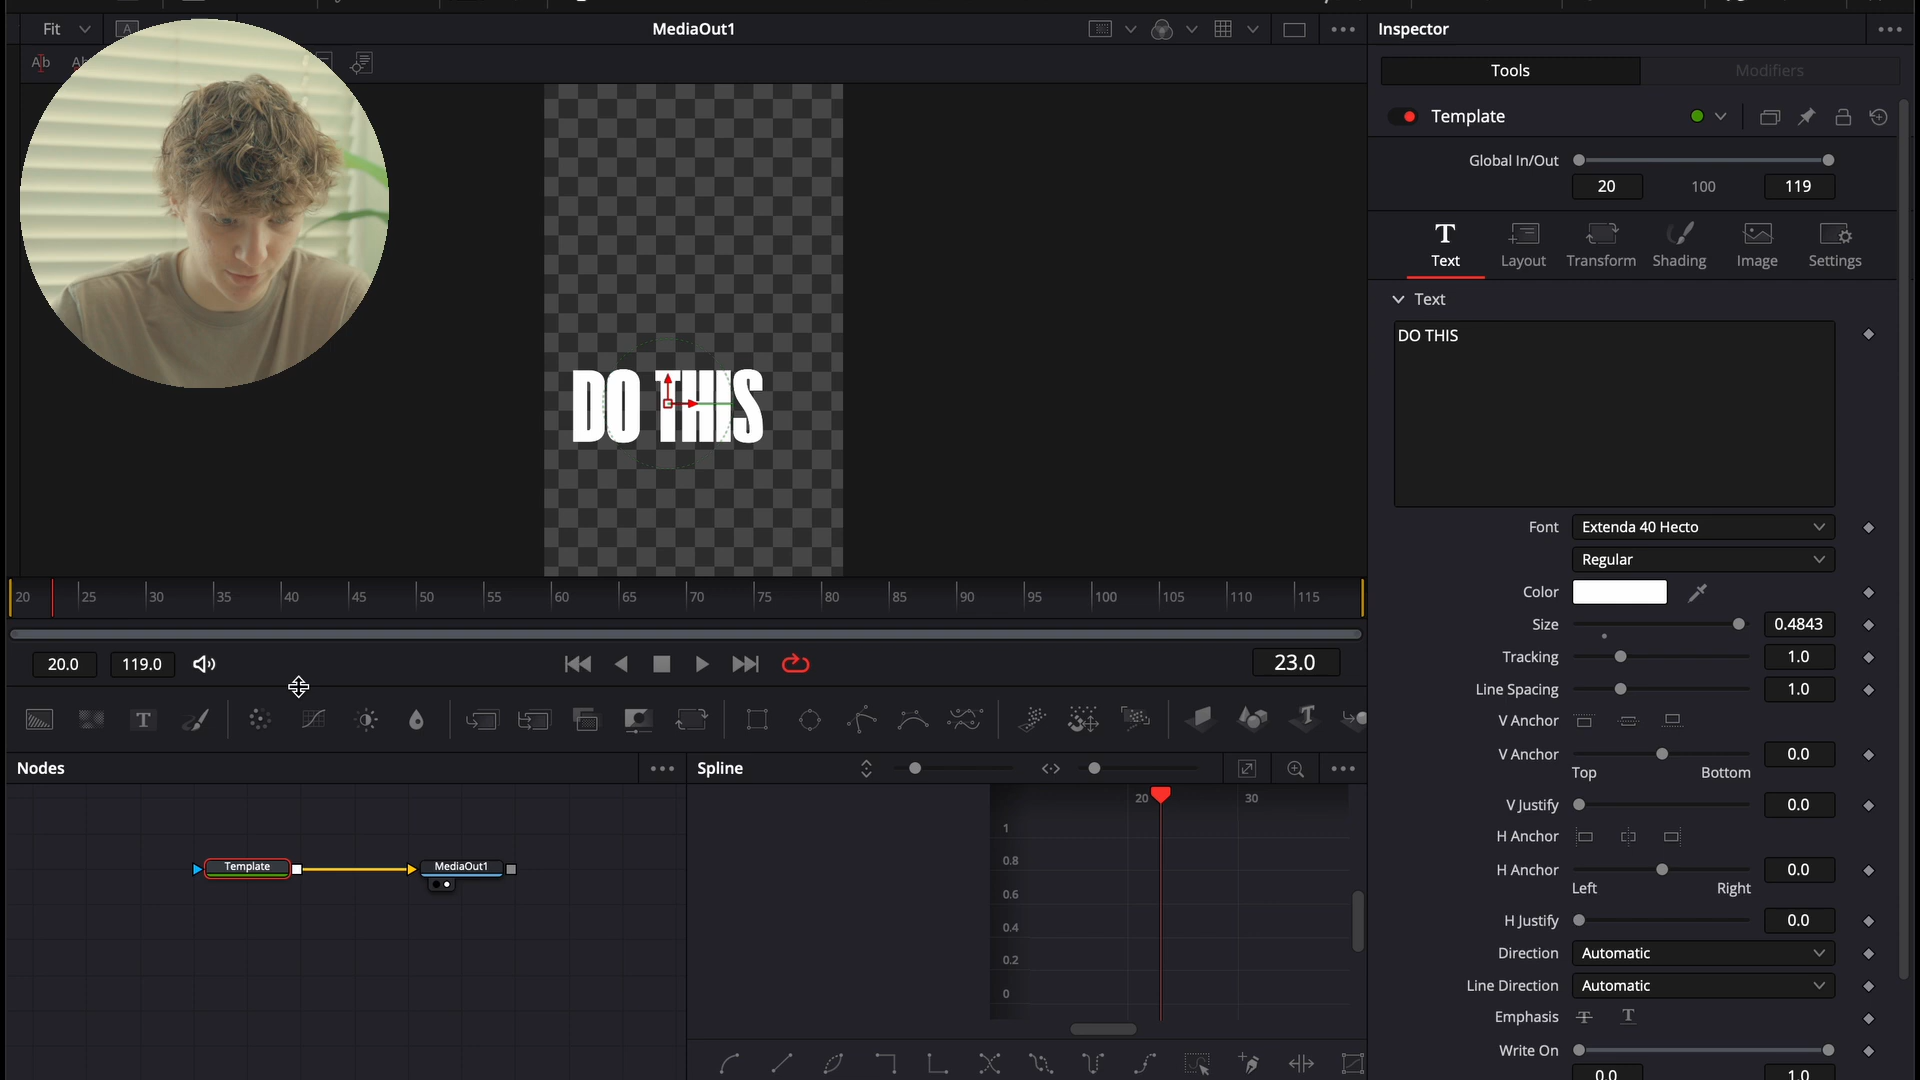 Fit
MediaOut1
Inspector
Tools
Modifiers
Template
Global In/Out
20
100
119
Text
Layout
Transform
Shading
Image
Settings
Text
DO THIS
DO THIS
Font
Extenda 40 Hecto
Regular
Color
Size
0.4843
Tracking
1.0
Line Spacing
1.0
V Anchor
V Anchor
0.0
Top
Bottom
V Justify
0.0
H Anchor
H Anchor
0.0
Left
Right
H Justify
0.0
Direction
Automatic
Line Direction
Automatic
Emphasis
Write On
0.0
1.0
20 25 30 35 40 45 50 55 60 65 70 75 80 85 90 95 100 105 110 115
20.0
119.0
23.0
Nodes
Template
MediaOut1
Spline
20
30
1
0.8
0.6
0.4
0.2
0